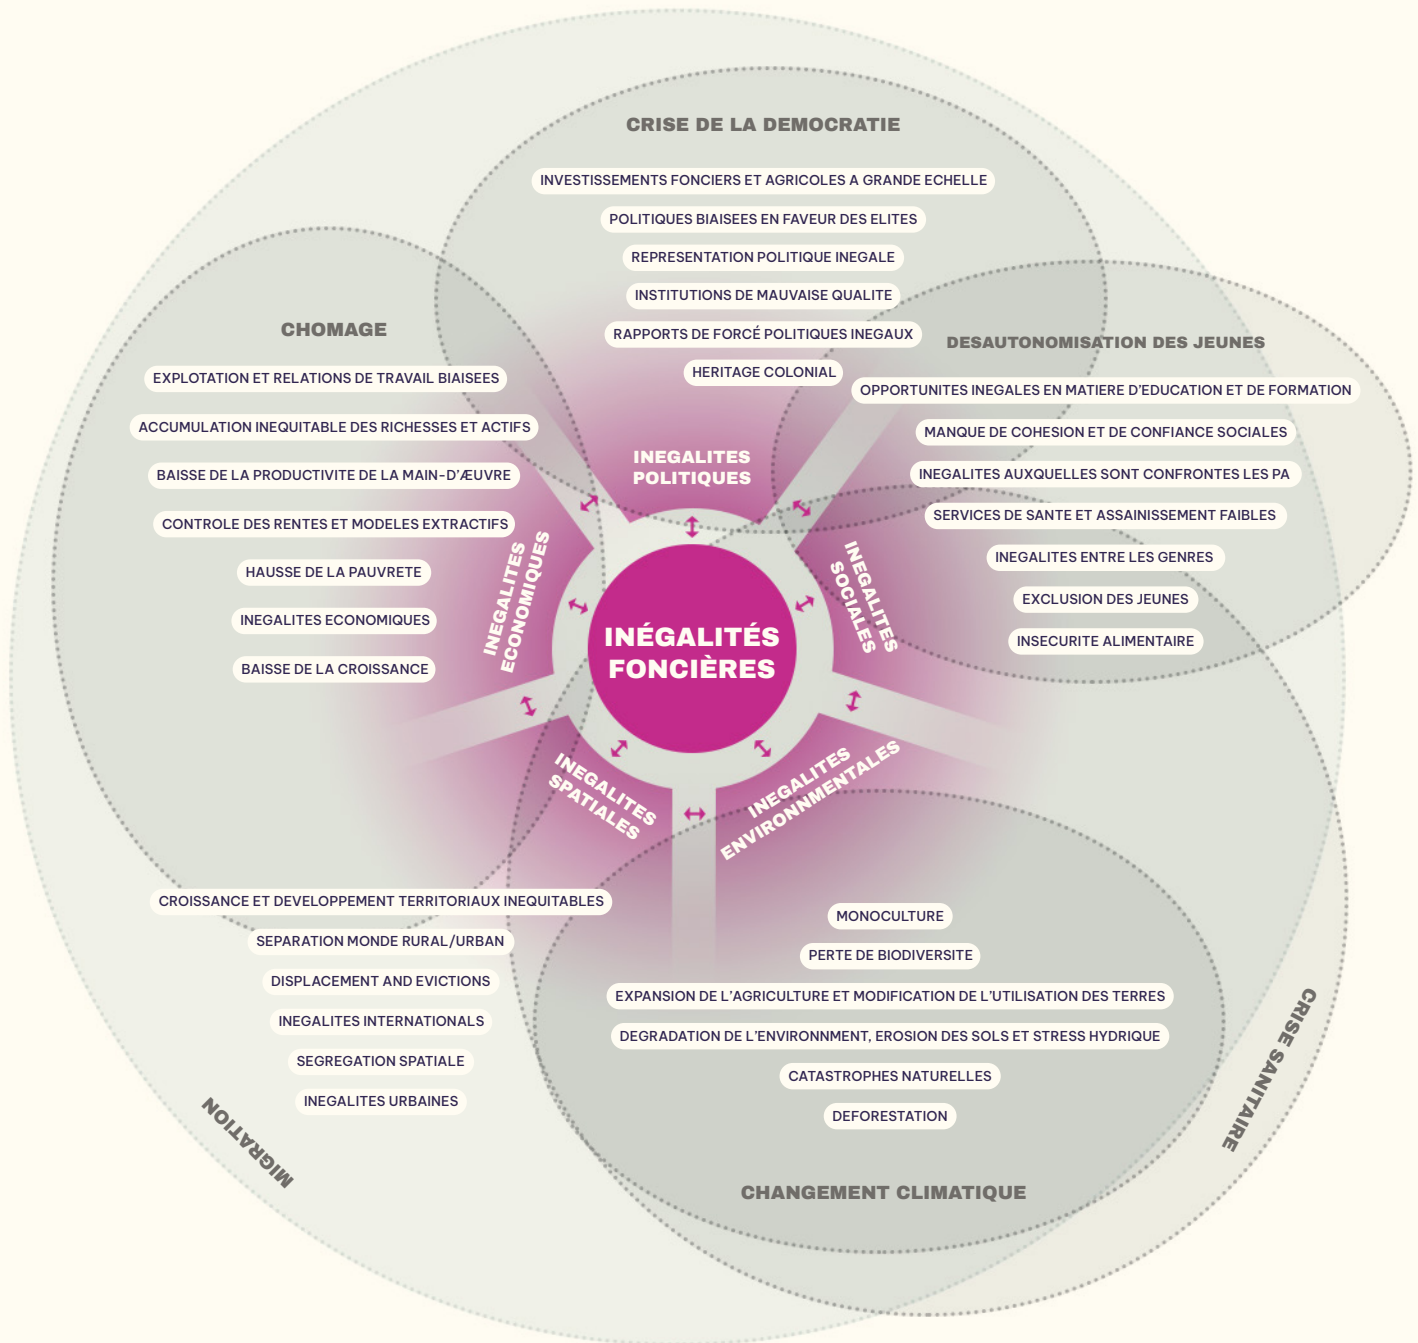 CRISE DE LA DEMOCRATIE
INVESTISSEMENTS FONCIERS ET AGRICOLES A GRANDE ECHELLE
POLITIQUES BIAISEES EN FAVEUR DES ELITES
REPRESENTATION POLITIQUE INEGALE
INSTITUTIONS DE MAUVAISE QUALITE
RAPPORTS DE FORCÉ POLITIQUES INEGAUX
HERITAGE COLONIAL
CHOMAGE
EXPLOTATION ET RELATIONS DE TRAVAIL BIAISEES
ACCUMULATION INEQUITABLE DES RICHESSES ET ACTIFS
BAISSE DE LA PRODUCTIVITE DE LA MAIN-D'ÆUVRE
CONTROLE DES RENTES ET MODELES EXTRACTIFS
HAUSSE DE LA PAUVRETE
INEGALITES ECONOMIQUES
BAISSE DE LA CROISSANCE
DESAUTONOMISATION DES JEUNES
OPPORTUNITES INEGALES EN MATIERE D'EDUCATION ET DE FORMATION
MANQUE DE COHESION ET DE CONFIANCE SOCIALES
INEGALITES AUXQUELLES SONT CONFRONTES LES PA
SERVICES DE SANTE ET ASSAINISSEMENT FAIBLES
INEGALITES ENTRE LES GENRES
EXCLUSION DES JEUNES
INSECURITE ALIMENTAIRE
INEGALITES
POLITIQUES
INEGALITES
ECONOMIQUES
INEGALITES
SOCIALES
INÉGALITÉS
FONCIÈRES
INEGALITES
SPATIALES
INEGALITES
ENVIRONNMENTALES
CROISSANCE ET DEVELOPPEMENT TERRITORIAUX INEQUITABLES
SEPARATION MONDE RURAL/URBAN
DISPLACEMENT AND EVICTIONS
INEGALITES INTERNATIONALS
SEGREGATION SPATIALE
INEGALITES URBAINES
MIGRATION
MONOCULTURE
PERTE DE BIODIVERSITE
EXPANSION DE L'AGRICULTURE ET MODIFICATION DE L'UTILISATION DES TERRES
DEGRADATION DE L'ENVIRONNMENT, EROSION DES SOLS ET STRESS HYDRIQUE
CATASTROPHES NATURELLES
DEFORESTATION
CHANGEMENT CLIMATIQUE
CRISE SANITAIRE